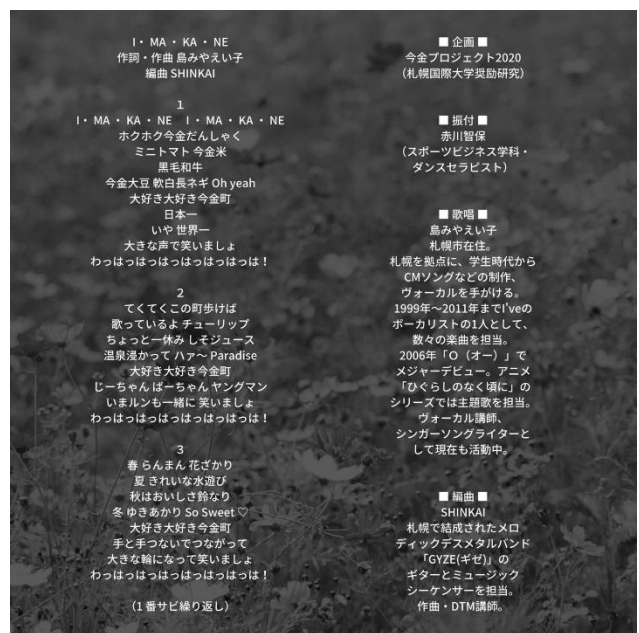 I・ MA ・ KA ・ NE
作詞・作曲 島みやえい子
編曲 SHINKAI
1
I・ MA ・ KA ・ NE　I・ MA ・ KA ・ NE
ホクホク今金だんしゃく
ミニトマト 今金米
黒毛和牛
今金大豆 軟白長ネギ Oh yeah
大好き大好き今金町
日本一
いや 世界一
大きな声で笑いましょ
わっはっはっはっはっはっはっは！
2
てくてくこの町歩けば
歌っているよ チューリップ
ちょっと一休み しそジュース
温泉浸かって ハァ〜 Paradise
大好き大好き今金町
じーちゃん ばーちゃん ヤングマン
いまルンも一緒に 笑いましょ
わっはっはっはっはっはっはっは！
3
春 らんまん 花ざかり
夏 きれいな水遊び
秋はおいしさ鈴なり
冬 ゆきあかり So Sweet ♡
大好き大好き今金町
手と手つないでつながって
大きな輪になって笑いましょ
わっはっはっはっはっはっはっは！
（1 番サビ繰り返し）
■ 企画 ■
今金プロジェクト2020
（札幌国際大学奨励研究）
■ 振付 ■
赤川智保
（スポーツビジネス学科・
ダンスセラピスト）
■ 歌唱 ■
島みやえい子
札幌市在住。
札幌を拠点に、学生時代から
CMソングなどの制作、
ヴォーカルを手がける。
1999年〜2011年までI'veの
ボーカリストの1人として、
数々の楽曲を担当。
2006年「O （オー）」で
メジャーデビュー。アニメ
「ひぐらしのなく頃に」の
シリーズでは主題歌を担当。
ヴォーカル講師、
シンガーソングライターと
して現在も活動中。
■ 編曲 ■
SHINKAI
札幌で結成されたメロ
ディックデスメタルバンド
「GYZE(ギゼ)」の
ギターとミュージック
シーケンサーを担当。
作曲・DTM講師。